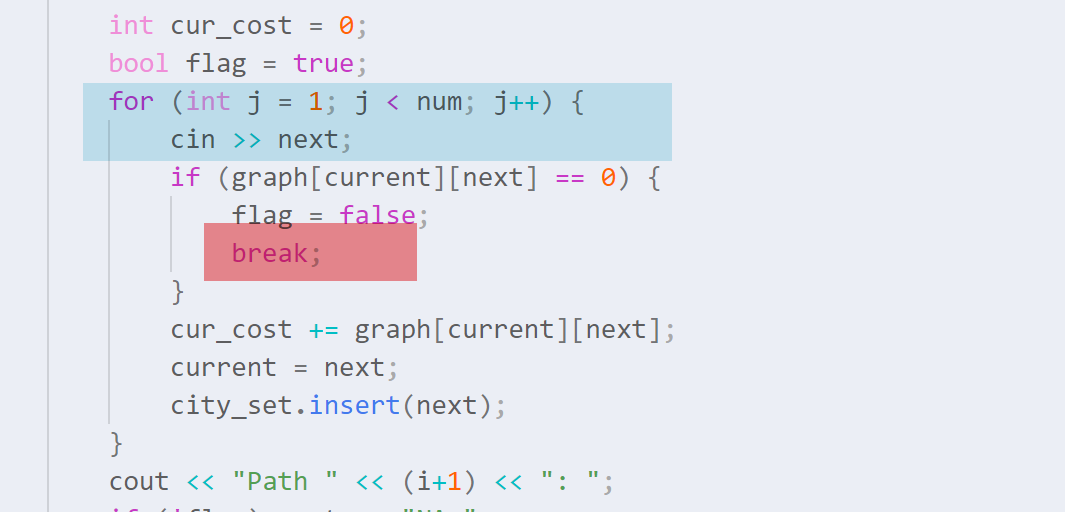 int cur_cost = 0;
bool flag = true;
for (int j = 1; j < num; j++) {
cin >> next;
if (graph[current][next] == 0) {
flag = false;
break;
}
cur_cost += graph[current][next];
current = next;
city_set.insert(next);
}
cout << "Path " << (i+1) << ": ";